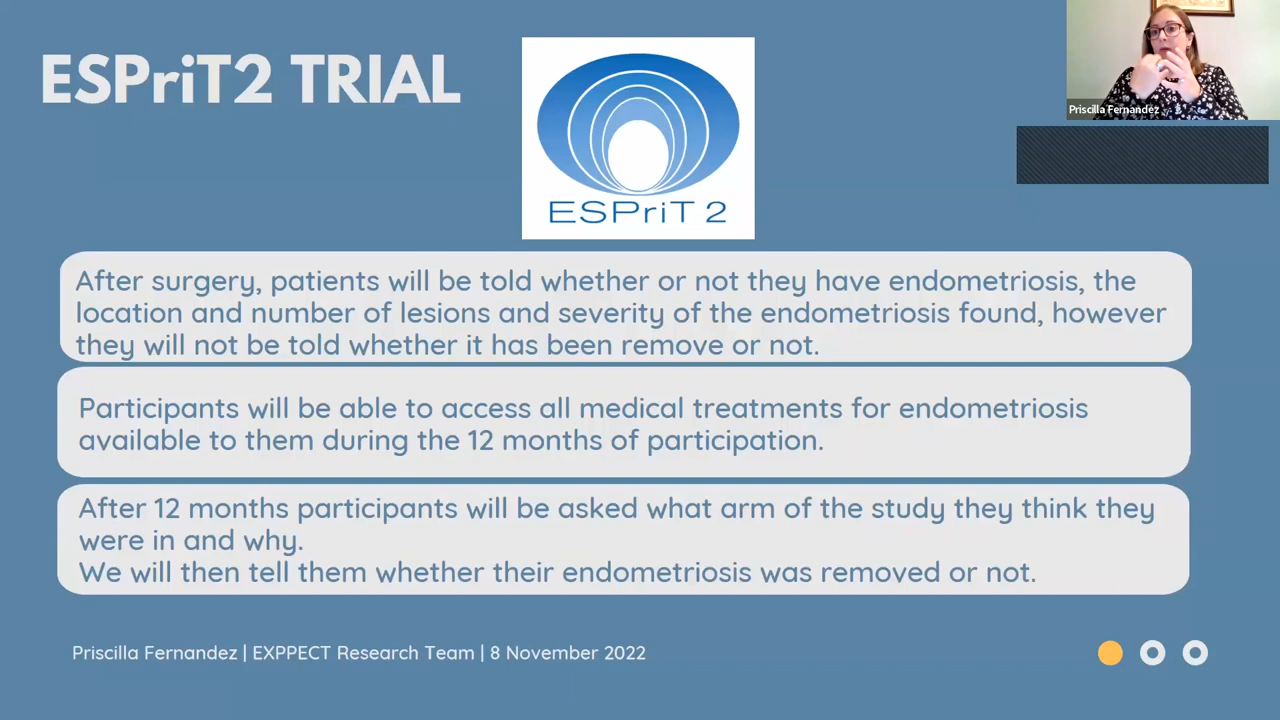 ESPriT2 TRIAL
ESPriT 2
Priscilla Fernandez
After surgery, patients will be told whether or not they have endometriosis, the
location and number of lesions and severity of the endometriosis found, however
they will not be told whether it has been remove or not.
Participants will be able to access all medical treatments for endometriosis
available to them during the 12 months of participation.
After 12 months participants will be asked what arm of the study they think they
were in and why.
We will then tell them whether their endometriosis was removed or not.
Priscilla Fernandez | EXPPECT Research Team | 8 November 2022